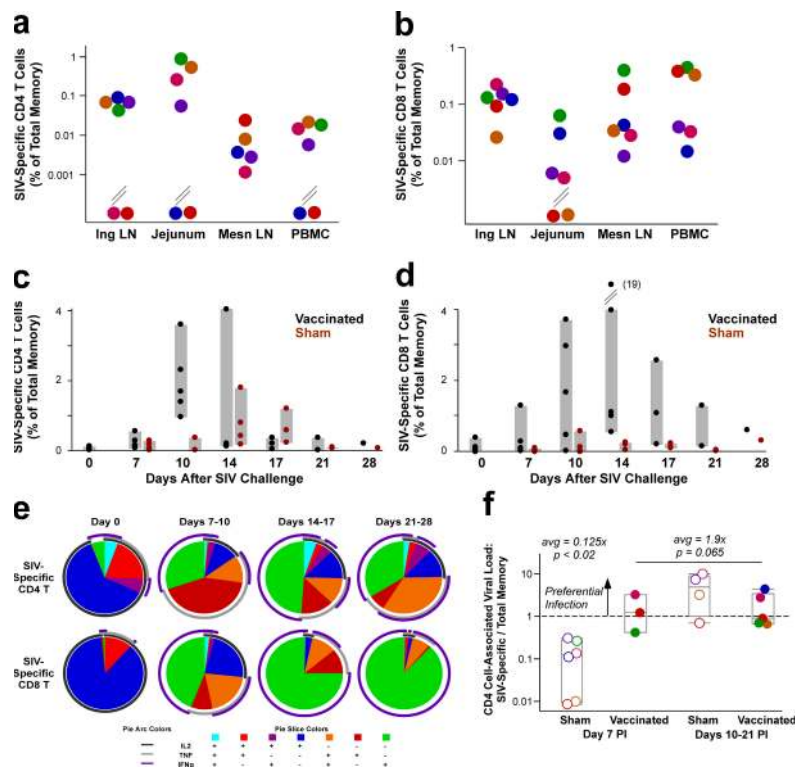 a
SIV-Specific CD4 T Cells
(% of Total Memory)
1
0.1
0.01
0.001
Ing LN Jejunum Mesn LN PBMC
b
SIV-Specific CD8 T Cells
(% of Total Memory)
1
0.1
0.01
Ing LN Jejunum Mesn LN PBMC
c
SIV-Specific CD4 T Cells
(% of Total Memory)
4
2
0
Vaccinated
Sham
0 7 10 14 17 21 28
Days After SIV Challenge
d
SIV-Specific CD8 T Cells
(% of Total Memory)
4
2
0
(19)
Vaccinated
Sham
0 7 10 14 17 21 28
Days After SIV Challenge
e
Day 0 Days 7-10 Days 14-17 Days 21-28
SIV-
Specific
CD4 T
SIV-
Specific
CD8 T
Pie Arc Colors Pie Slice Colors
IL2 + + + + - - -
TNF + + - - + + -
IFNg + - + - + - +
f
CD4 Cell-Associated Viral Load:
SIV-Specific / Total Memory
avg = 0.125x
p < 0.02
avg = 1.9x
p = 0.065
Preferential
Infection
100
10
1
0.1
0.01
Sham Vaccinated Sham Vaccinated
Day 7 PI Days 10-21 PI